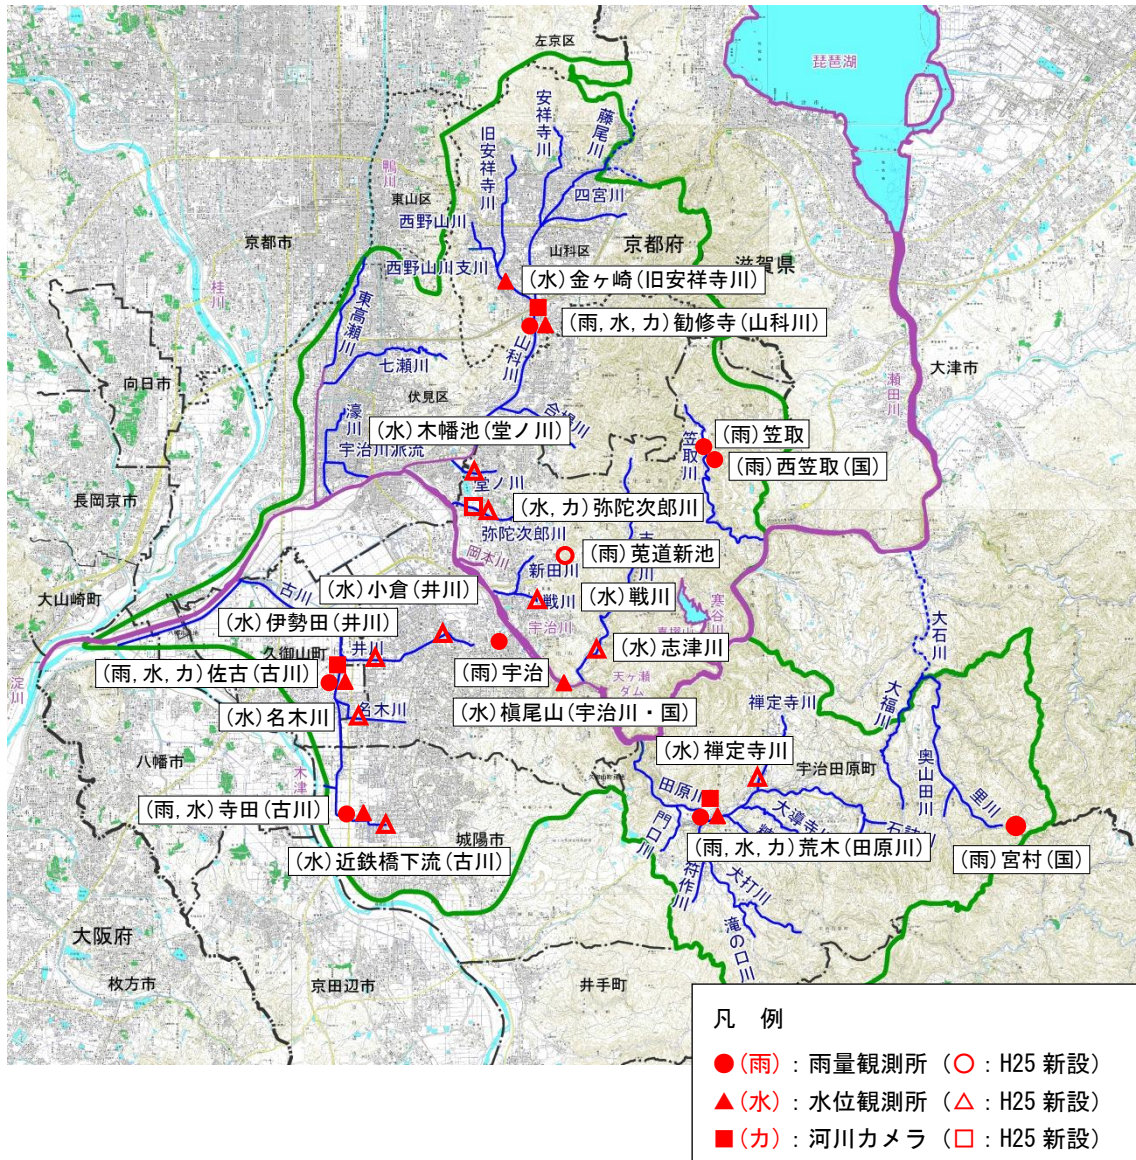 左京区
琵琶湖
安祥寺川
藤尾川
旧安祥寺川
鴨川
東山区
四宮川
西野山川
京都市
山科区
京都府
滋賀県
西野山川支川
(水)金ヶ崎(旧安祥寺川)
桂川
東高瀬川
(雨,水,カ)勧修寺(山科川)
山科川
七瀬川
大津市
向日市
瀬田川
伏見区
濠川
(水)木幡池(堂ノ川)
笠取川
(雨)笠取
宇治川派流
(雨)西笠取(国)
堂ノ川
長岡京市
(水,カ)弥陀次郎川
弥陀次郎川
岡本川
(雨)莵道新池
新田川
古川
(水)小倉(井川)
(水)戦川
戦川
大山崎町
寒谷川
(水)伊勢田(井川)
宇治川
大石川
井川
久御山町
(水)志津川
(雨,水,カ)佐古(古川)
(雨)宇治
天ヶ瀬
ダム
淀川
(水)槇尾山(宇治川・国)
大福川
(水)名木川
名木川
禅定寺川
(水)禅定寺川
八幡市
木津川
宇治田原町
奥山田川
田原川
里川
(雨,水)寺田(古川)
大導寺川
城陽市
門口川
(雨,水,カ)荒木(田原川)
(水)近鉄橋下流(古川)
(雨)宮村(国)
符作川
犬打川
滝の口川
大阪府
枚方市
京田辺市
井手町
凡 例
●(雨):雨量観測所(○:H25 新設)
▲(水):水位観測所(△:H25 新設)
■(カ):河川カメラ(□:H25 新設)